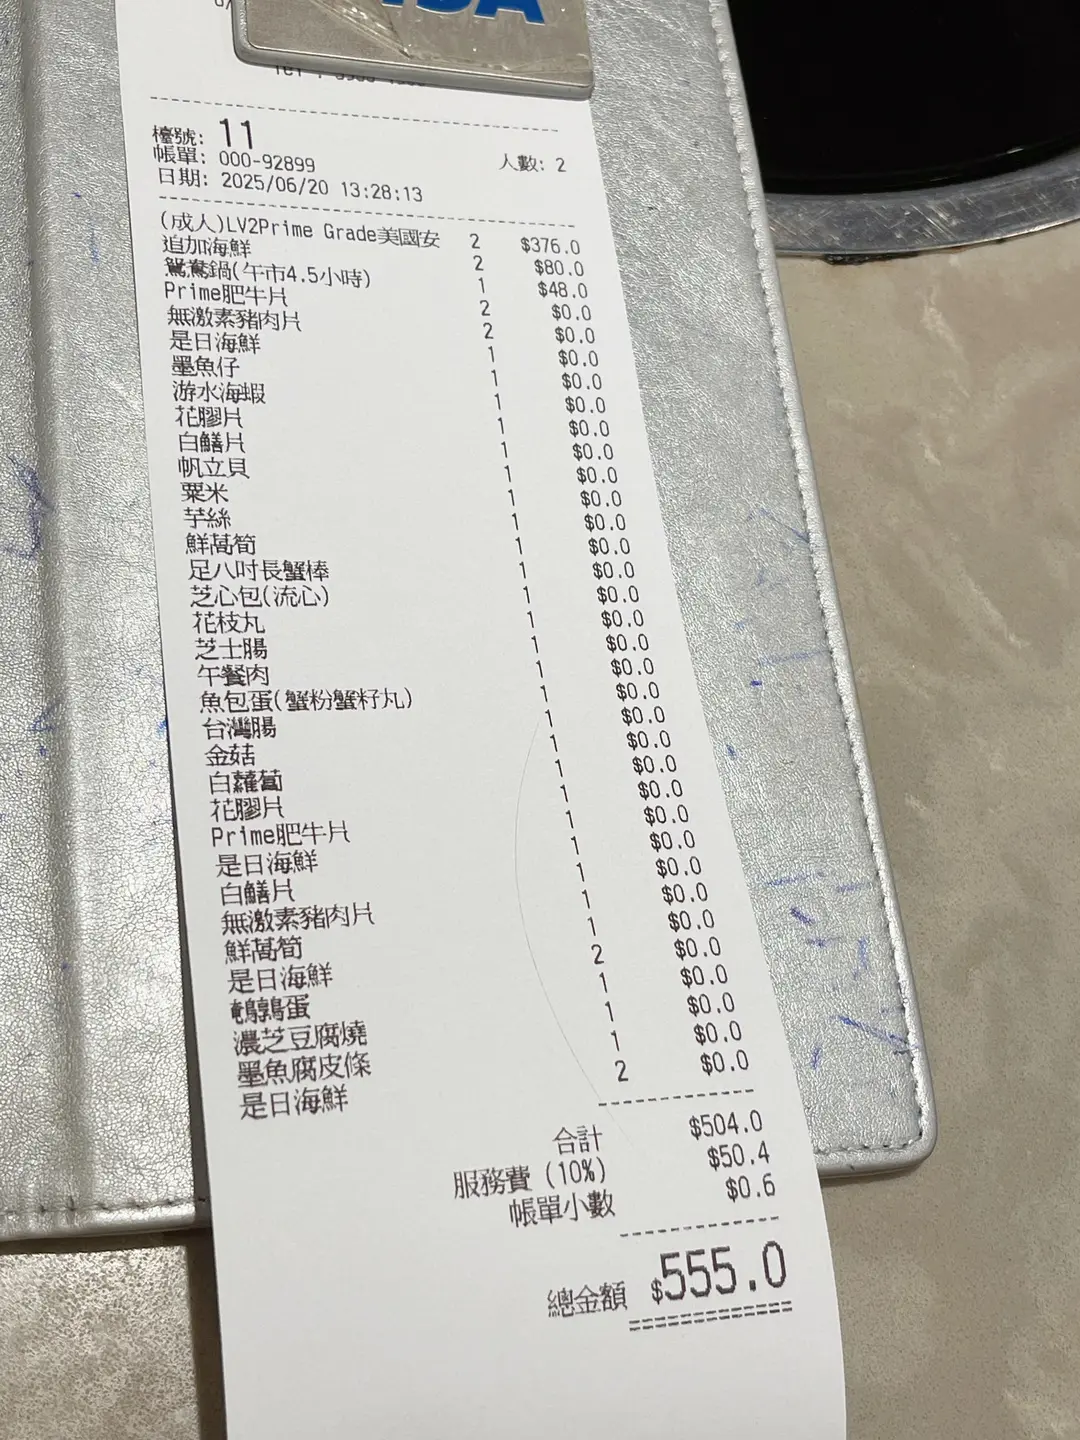 VISA
檯號: 11 人數: 2
帳單: 000-92899
日期: 2025/06/20 13:28:13
(成人)LV2Prime Grade美國安 2 $376.0
追加海鮮 2 $80.0
鴛鴦鍋(午市4.5小時) 1 $48.0
Prime肥牛片 2 $0.0
無激素豬肉片 2 $0.0
是日海鮮 1 $0.0
墨魚仔 1 $0.0
游水海蝦 1 $0.0
花膠片 1 $0.0
白鱔片 1 $0.0
帆立貝 1 $0.0
粟米 1 $0.0
芋絲 1 $0.0
鮮萵筍 1 $0.0
足八吋長蟹棒 1 $0.0
芝心包(流心) 1 $0.0
花枝丸 1 $0.0
芝士腸 1 $0.0
午餐肉 1 $0.0
魚包蛋(蟹粉蟹籽丸) 1 $0.0
台灣腸 1 $0.0
金菇 1 $0.0
白蘿蔔 1 $0.0
花膠片 1 $0.0
Prime肥牛片 1 $0.0
是日海鮮 1 $0.0
白鱔片 1 $0.0
無激素豬肉片 1 $0.0
鮮萵筍 1 $0.0
是日海鮮 2 $0.0
鵪鶉蛋 1 $0.0
濃芝豆腐燒 1 $0.0
墨魚腐皮條 1 $0.0
是日海鮮 2 $0.0
合計 $504.0
服務費 (10%) $50.4
帳單小數 $0.6
總金額 $555.0